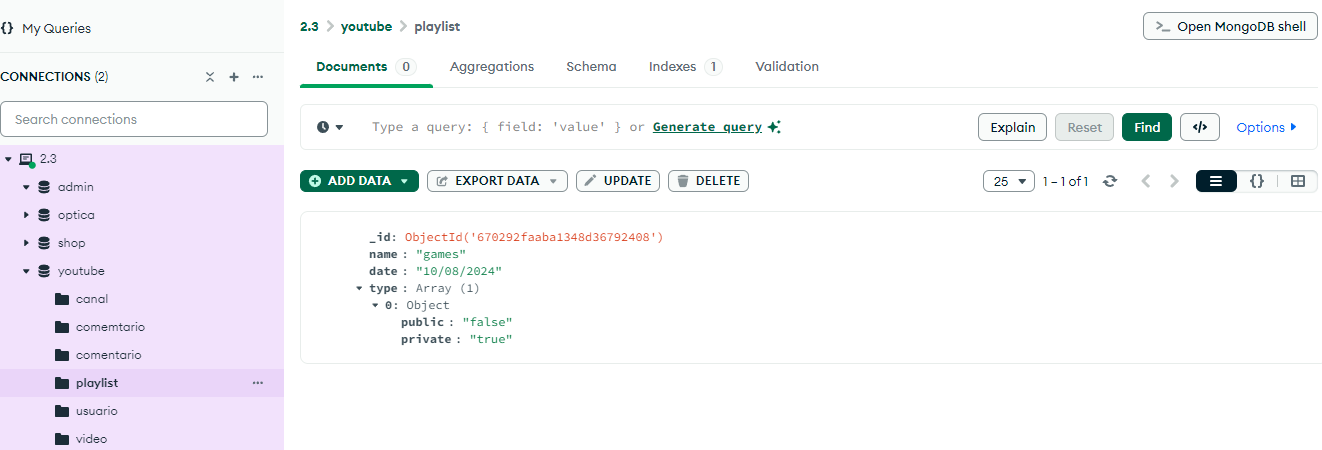 {} My Queries
CONNECTIONS (2)
Search connections
2.3
admin
optica
shop
youtube
canal
comemtario
comentario
playlist
usuario
video
2.3 > youtube > playlist
>_ Open MongoDB shell
Documents 0 Aggregations Schema Indexes 1 Validation
Type a query: { field: 'value' } or Generate query
Explain Reset Find </> Options
ADD DATA EXPORT DATA UPDATE DELETE
25 1 – 1 of 1 {}
_id: ObjectId('670292faaba1348d36792408')
name : "games"
date : "10/08/2024"
type : Array (1)
0: Object
public : "false"
private : "true"